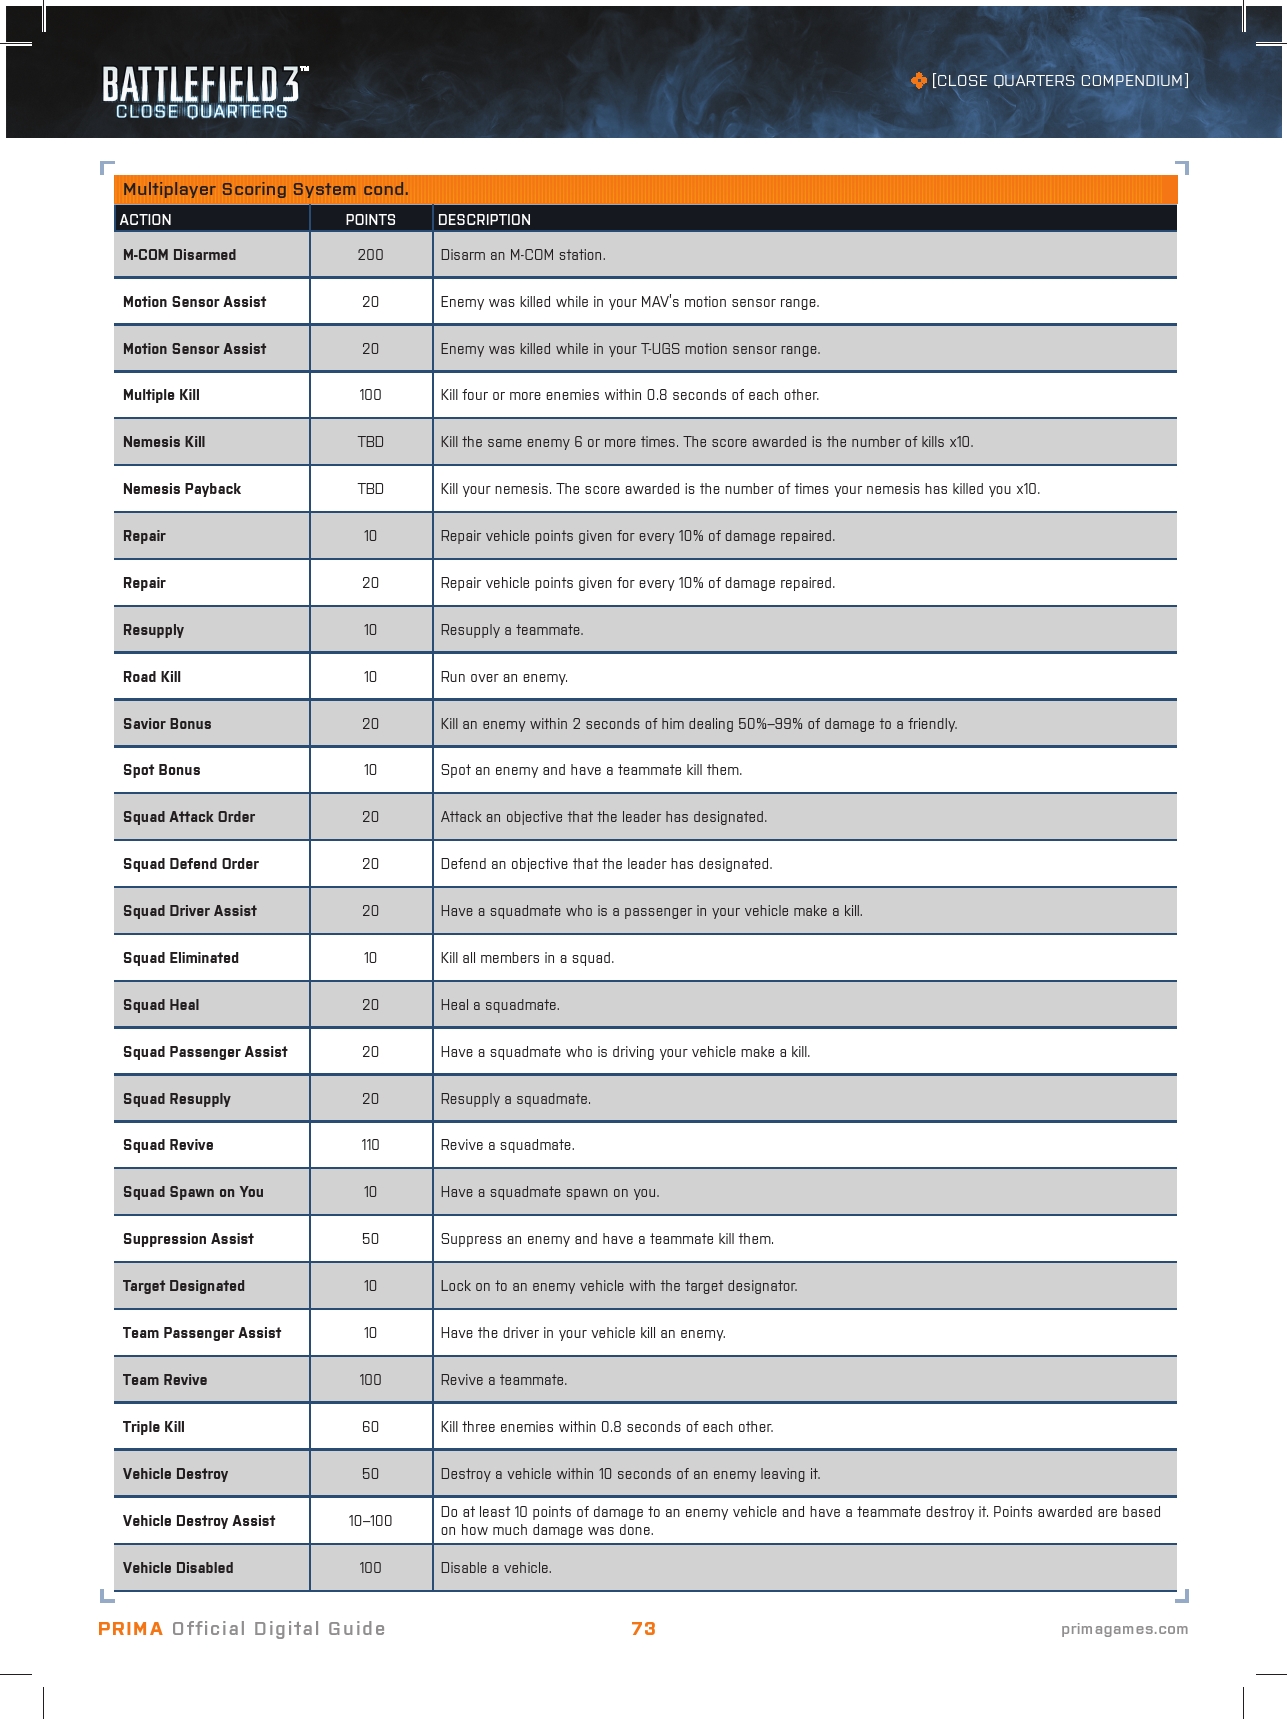 BATTLEFIELD 3™
CLOSE QUARTERS
[CLOSE QUARTERS COMPENDIUM]
Multiplayer Scoring System cond.
ACTION POINTS DESCRIPTION
M-COM Disarmed 200 Disarm an M-COM station.
Motion Sensor Assist 20 Enemy was killed while in your MAV's motion sensor range.
Motion Sensor Assist 20 Enemy was killed while in your T-UGS motion sensor range.
Multiple Kill 100 Kill four or more enemies within 0.8 seconds of each other.
Nemesis Kill TBD Kill the same enemy 6 or more times. The score awarded is the number of kills x10.
Nemesis Payback TBD Kill your nemesis. The score awarded is the number of times your nemesis has killed you x10.
Repair 10 Repair vehicle points given for every 10% of damage repaired.
Repair 20 Repair vehicle points given for every 10% of damage repaired.
Resupply 10 Resupply a teammate.
Road Kill 10 Run over an enemy.
Savior Bonus 20 Kill an enemy within 2 seconds of him dealing 50%–99% of damage to a friendly.
Spot Bonus 10 Spot an enemy and have a teammate kill them.
Squad Attack Order 20 Attack an objective that the leader has designated.
Squad Defend Order 20 Defend an objective that the leader has designated.
Squad Driver Assist 20 Have a squadmate who is a passenger in your vehicle make a kill.
Squad Eliminated 10 Kill all members in a squad.
Squad Heal 20 Heal a squadmate.
Squad Passenger Assist 20 Have a squadmate who is driving your vehicle make a kill.
Squad Resupply 20 Resupply a squadmate.
Squad Revive 110 Revive a squadmate.
Squad Spawn on You 10 Have a squadmate spawn on you.
Suppression Assist 50 Suppress an enemy and have a teammate kill them.
Target Designated 10 Lock on to an enemy vehicle with the target designator.
Team Passenger Assist 10 Have the driver in your vehicle kill an enemy.
Team Revive 100 Revive a teammate.
Triple Kill 60 Kill three enemies within 0.8 seconds of each other.
Vehicle Destroy 50 Destroy a vehicle within 10 seconds of an enemy leaving it.
Vehicle Destroy Assist 10–100 Do at least 10 points of damage to an enemy vehicle and have a teammate destroy it. Points awarded are based
on how much damage was done.
Vehicle Disabled 100 Disable a vehicle.
PRIMA Official Digital Guide 73 primagames.com